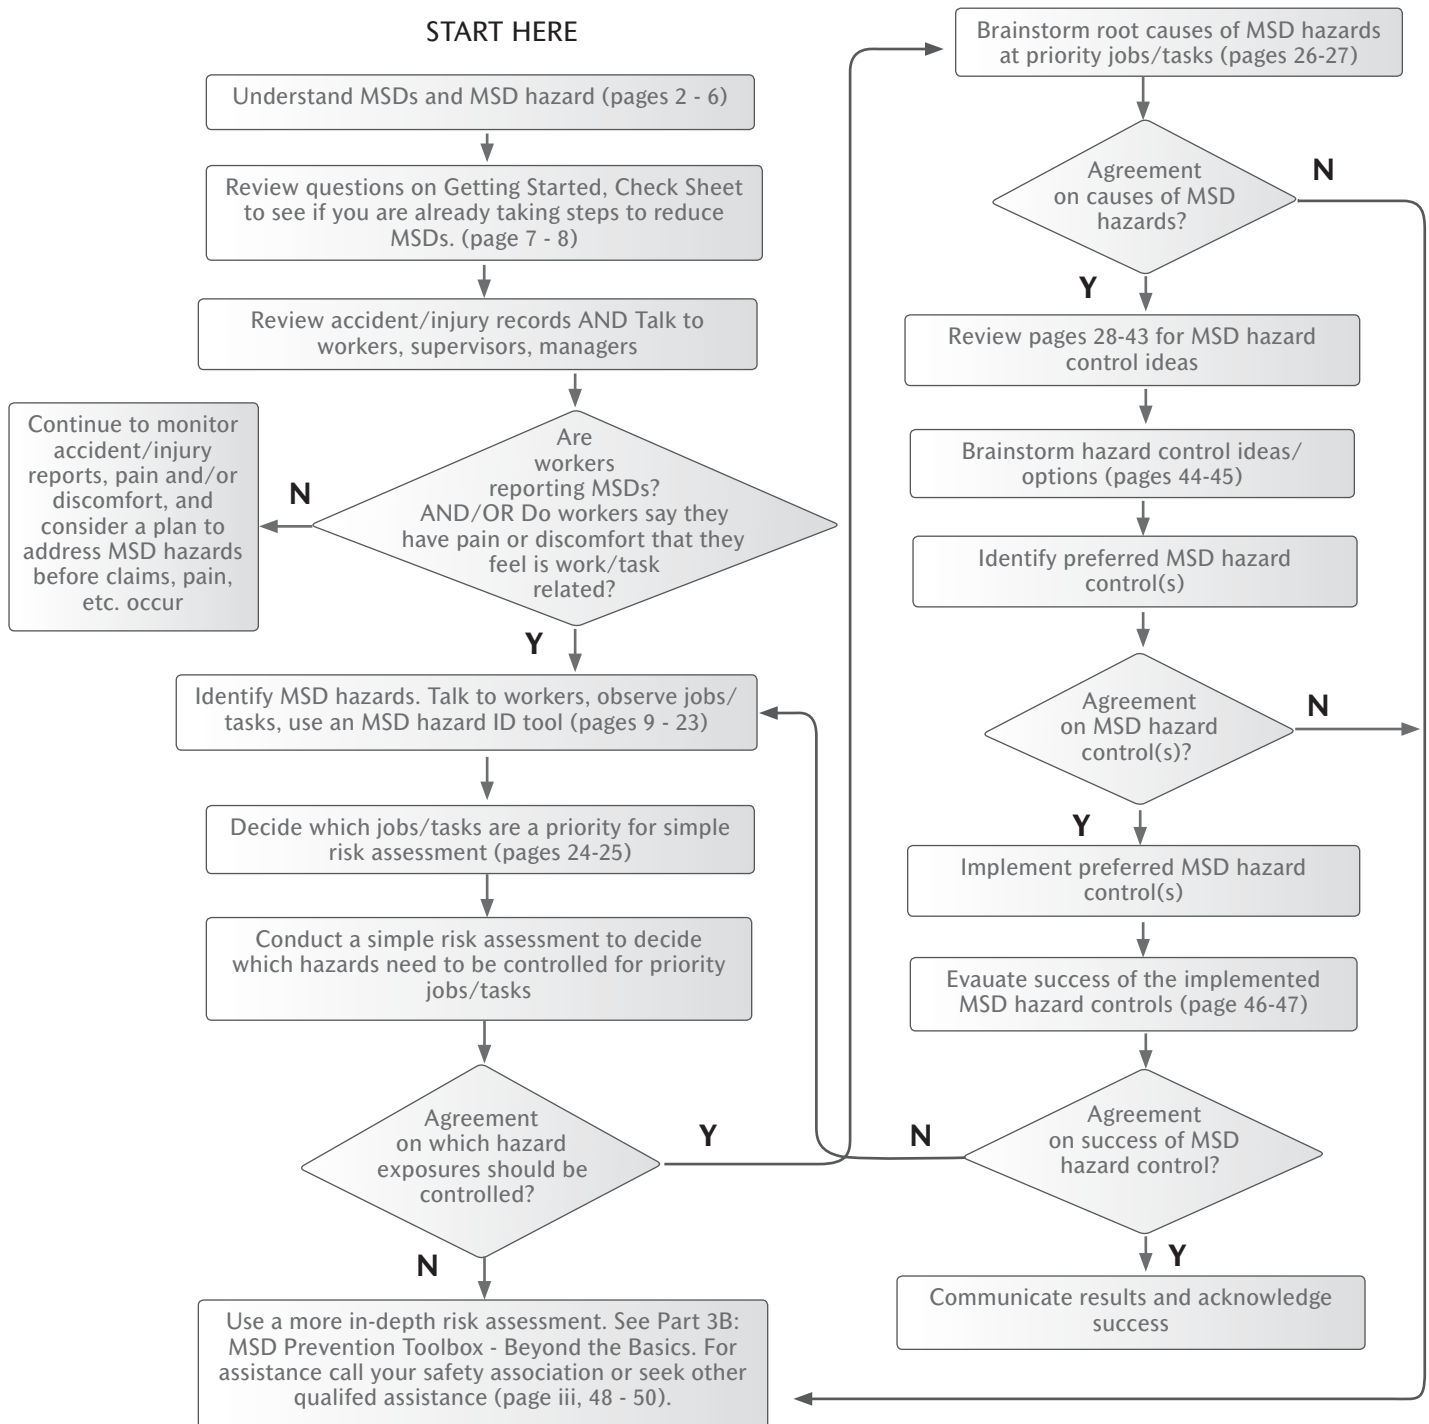 START HERE
Understand MSDs and MSD hazard (pages 2 - 6)
Review questions on Getting Started, Check Sheet
to see if you are already taking steps to reduce
MSDs. (page 7 - 8)
Review accident/injury records AND Talk to
workers, supervisors, managers
Are
workers
reporting MSDs?
AND/OR Do workers say they
have pain or discomfort that they
feel is work/task
related?
N
Continue to monitor
accident/injury
reports, pain and/or
discomfort, and
consider a plan to
address MSD hazards
before claims, pain,
etc. occur
Y
Identify MSD hazards. Talk to workers, observe jobs/
tasks, use an MSD hazard ID tool (pages 9 - 23)
Decide which jobs/tasks are a priority for simple
risk assessment (pages 24-25)
Conduct a simple risk assessment to decide
which hazards need to be controlled for priority
jobs/tasks
Agreement
on which hazard
exposures should be
controlled?
Y
N
Use a more in-depth risk assessment. See Part 3B:
MSD Prevention Toolbox - Beyond the Basics. For
assistance call your safety association or seek other
qualifed assistance (page iii, 48 - 50).
Brainstorm root causes of MSD hazards
at priority jobs/tasks (pages 26-27)
Agreement
on causes of MSD
hazards?
N
Y
Review pages 28-43 for MSD hazard
control ideas
Brainstorm hazard control ideas/
options (pages 44-45)
Identify preferred MSD hazard
control(s)
Agreement
on MSD hazard
control(s)?
N
Y
Implement preferred MSD hazard
control(s)
Evauate success of the implemented
MSD hazard controls (page 46-47)
Agreement
on success of MSD
hazard control?
N
Y
Communicate results and acknowledge
success